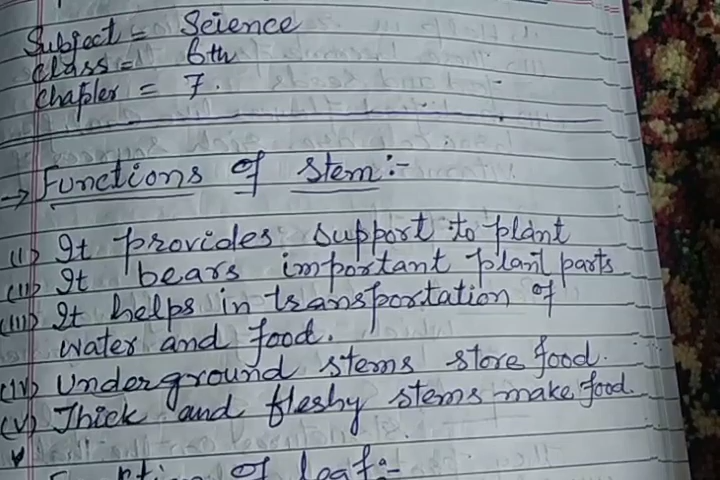 Subject = Science
Class = 6th
Chapter = 7.
→ Functions of stem:-
(i) It provides support to plant
(ii) It bears important plant parts
(iii) It helps in transportation of
water and food.
(iv) Underground stems store food.
(v) Thick and fleshy stems make food.
of leaf:-